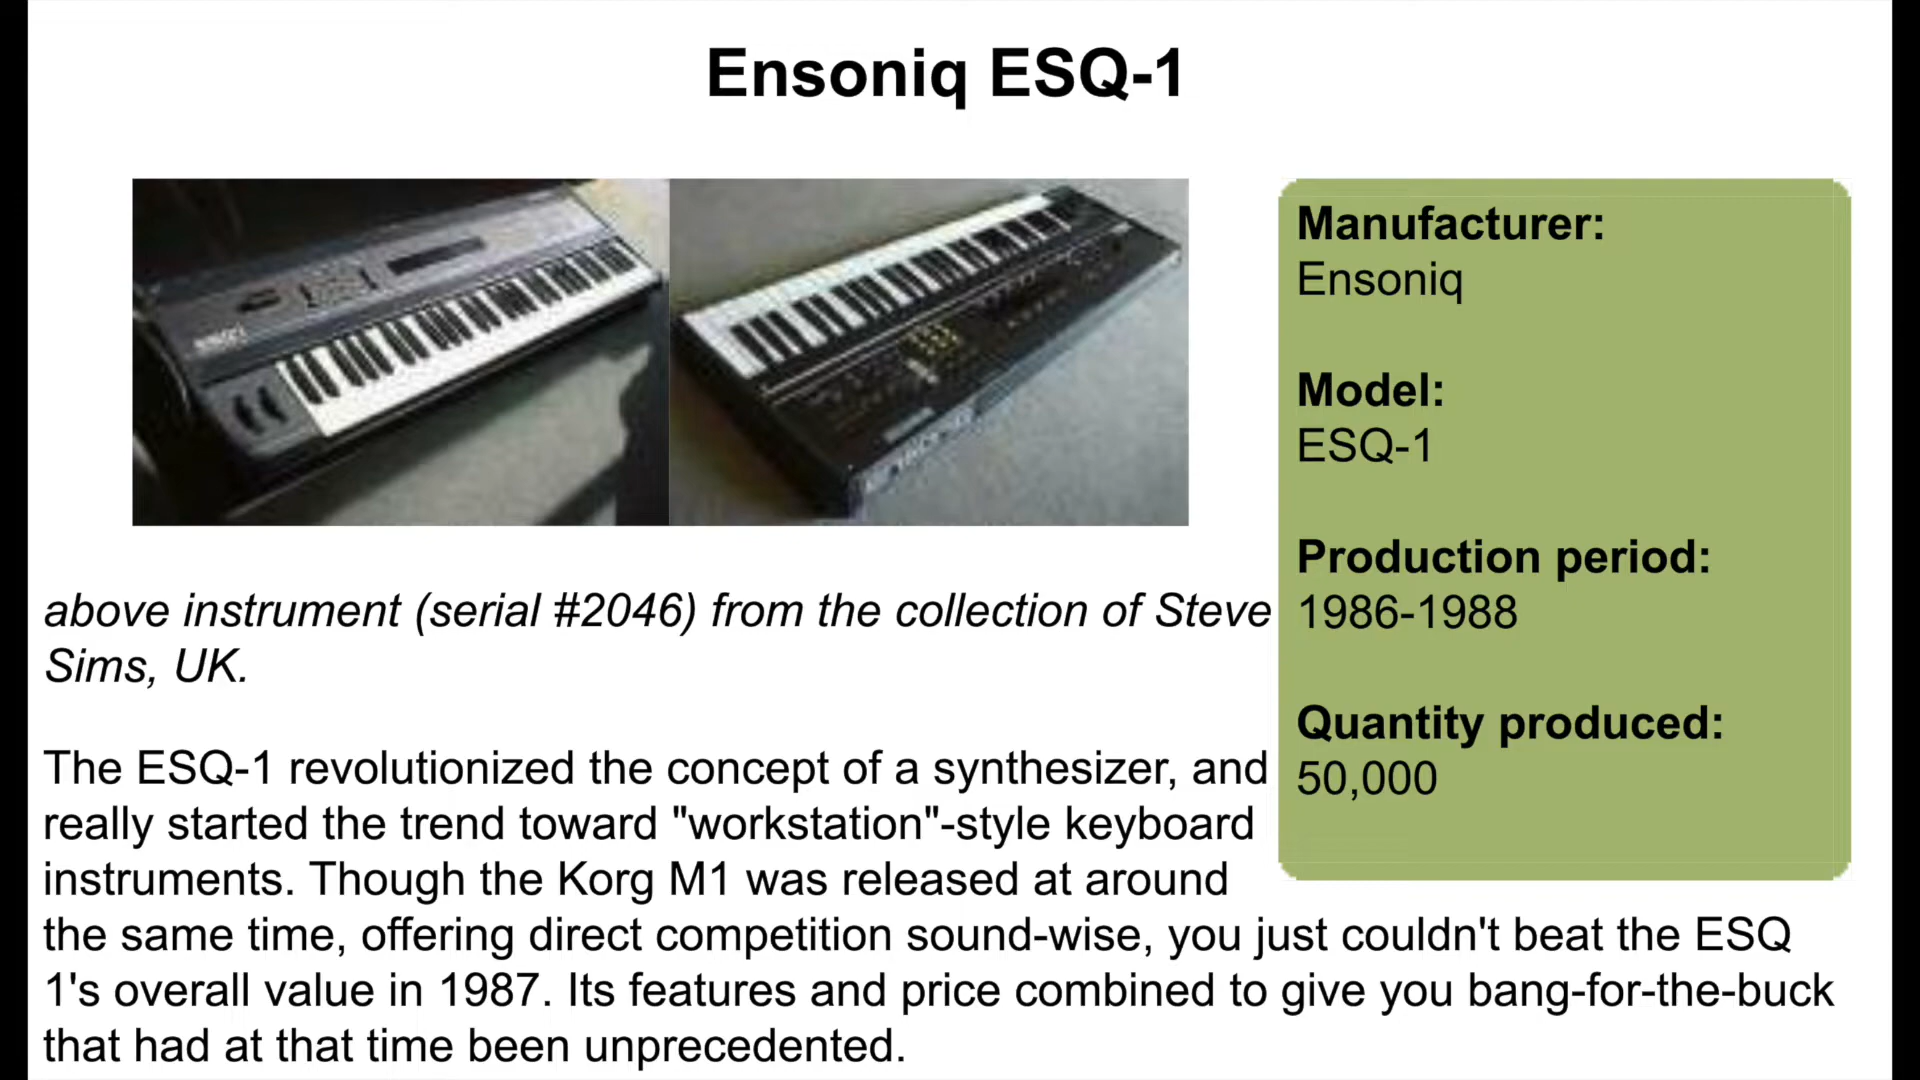 Ensoniq ESQ-1
above instrument (serial #2046) from the collection of Steve
Sims, UK.
The ESQ-1 revolutionized the concept of a synthesizer, and
really started the trend toward "workstation"-style keyboard
instruments. Though the Korg M1 was released at around
the same time, offering direct competition sound-wise, you just couldn't beat the ESQ
1's overall value in 1987. Its features and price combined to give you bang-for-the-buck
that had at that time been unprecedented.
Manufacturer:
Ensoniq
Model:
ESQ-1
Production period:
1986-1988
Quantity produced:
50,000